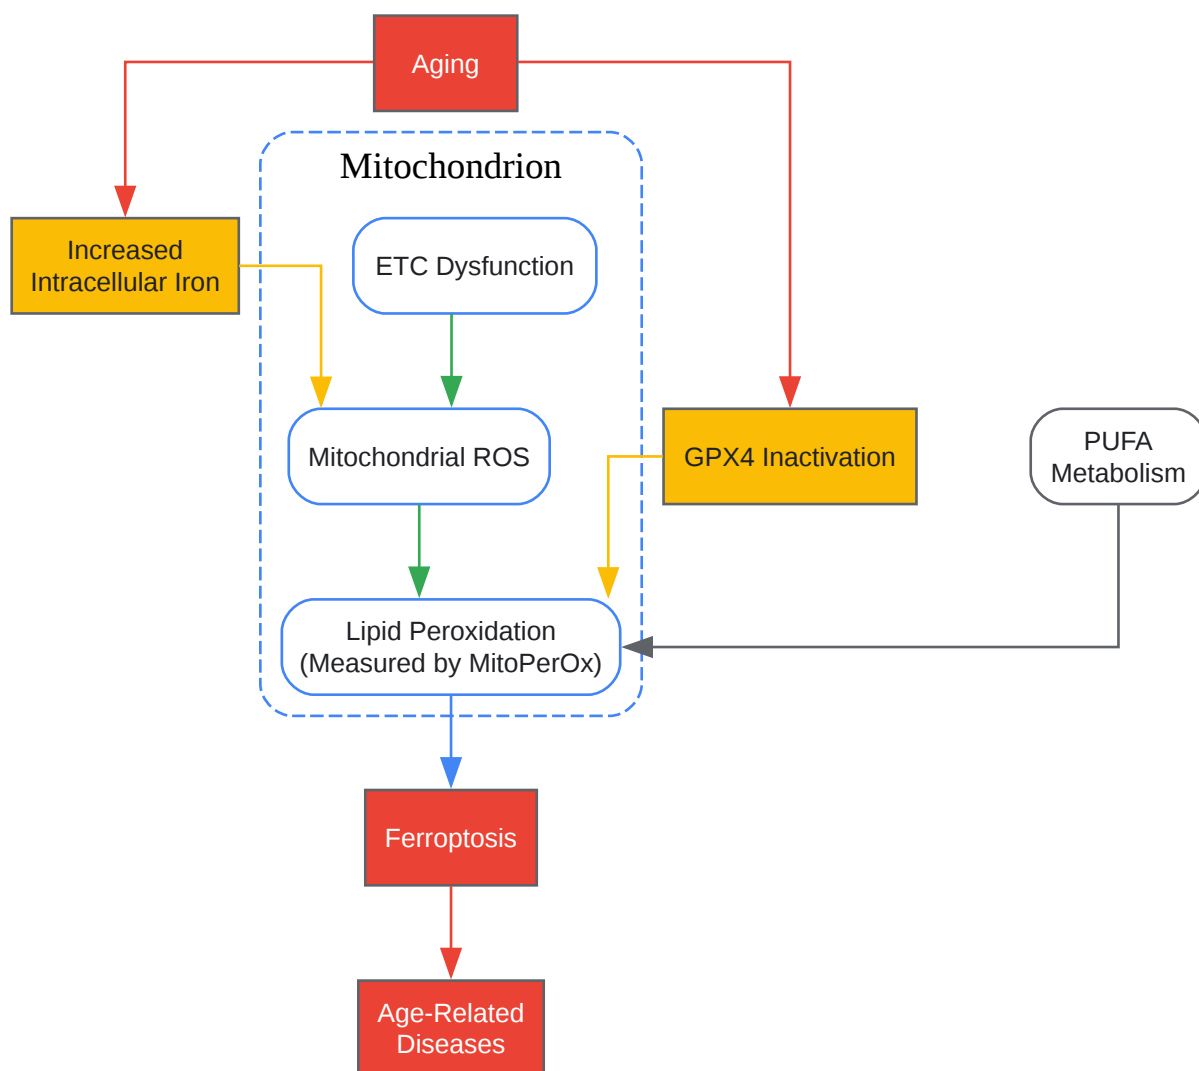 Aging
Mitochondrion
Increased
Intracellular Iron
ETC Dysfunction
Mitochondrial ROS
GPX4 Inactivation
PUFA
Metabolism
Lipid Peroxidation
(Measured by MitoPerOx)
Ferroptosis
Age-Related
Diseases